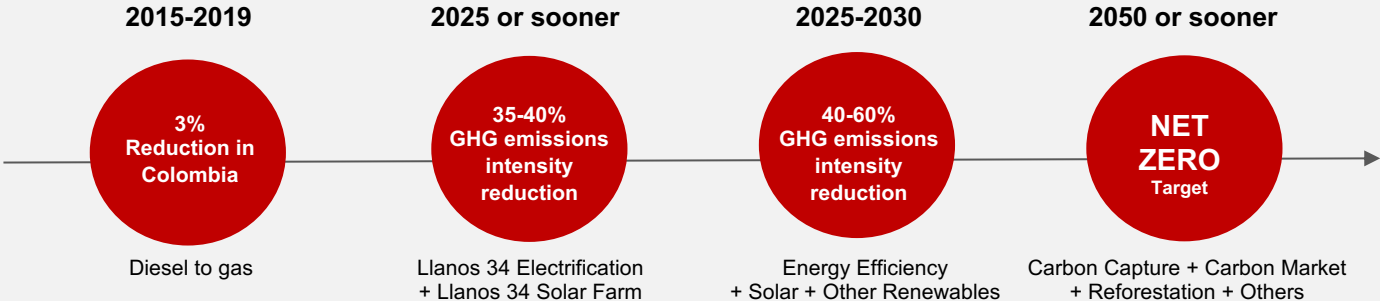 2015-2019
3%
Reduction in
Colombia
Diesel to gas
2025 or sooner
35-40%
GHG emissions
intensity
reduction
Llanos 34 Electrification
+ Llanos 34 Solar Farm
2025-2030
40-60%
GHG emissions
intensity
reduction
Energy Efficiency
+ Solar + Other Renewables
2050 or sooner
NET
ZERO
Target
Carbon Capture + Carbon Market
+ Reforestation + Others